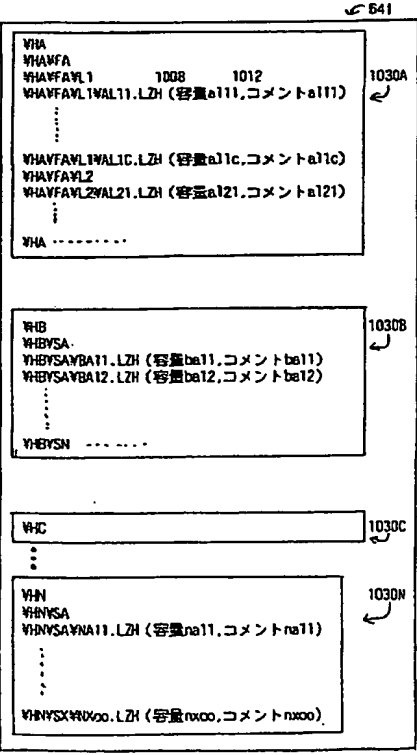 641
¥HA
¥HA¥FA
¥HA¥FA¥L1 1008 1012
1030A
¥HA¥FA¥L1¥AL11.LZH (容量al11,コメントal11)
¥HA¥FA¥L1¥AL1C.LZH (容量al1c,コメントal1c)
¥HA¥FA¥L2
¥HA¥FA¥L2¥AL21.LZH (容量al21,コメントal21)
¥HA
¥HB
1030B
¥HB¥SA
¥HB¥SA¥BA11.LZH (容量ba11,コメントba11)
¥HB¥SA¥BA12.LZH (容量ba12,コメントba12)
¥HB¥SN
¥HC
1030C
¥HN
1030N
¥HN¥SA
¥HN¥SA¥NA11.LZH (容量na11,コメントna11)
¥HN¥SX¥NXoo.LZH (容量nxoo,コメントnxoo)